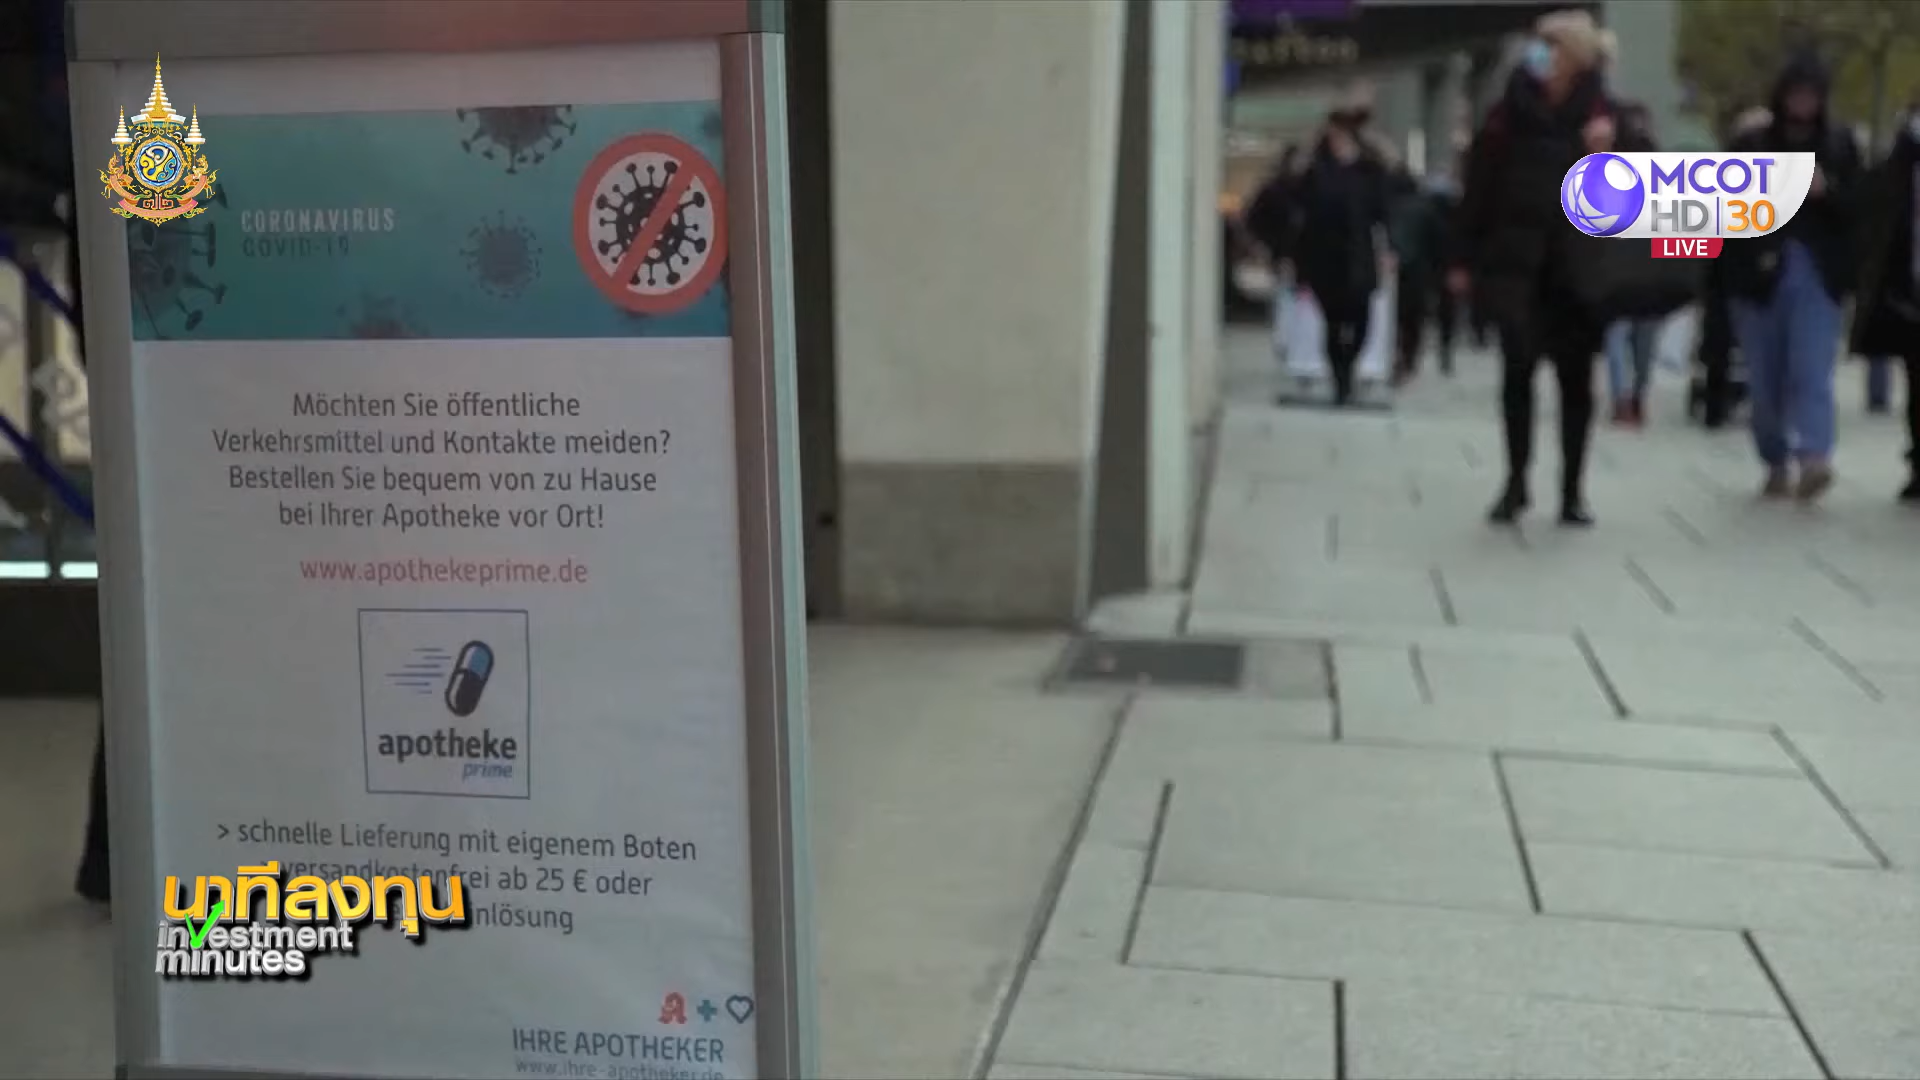 CORONAVIRUS
COVID-19
Möchten Sie öffentliche
Verkehrsmittel und Kontakte meiden?
Bestellen Sie bequem von zu Hause
bei Ihrer Apotheke vor Ort!
www.apothekeprime.de
apotheke
prime
> schnelle Lieferung mit eigenem Boten
versandkostenfrei ab 25 € oder
nlösung
IHRE APOTHEKER
www.ihre-apotheker.de
นาทีลงทุน
investment
minutes
MCOT
HD 30
LIVE